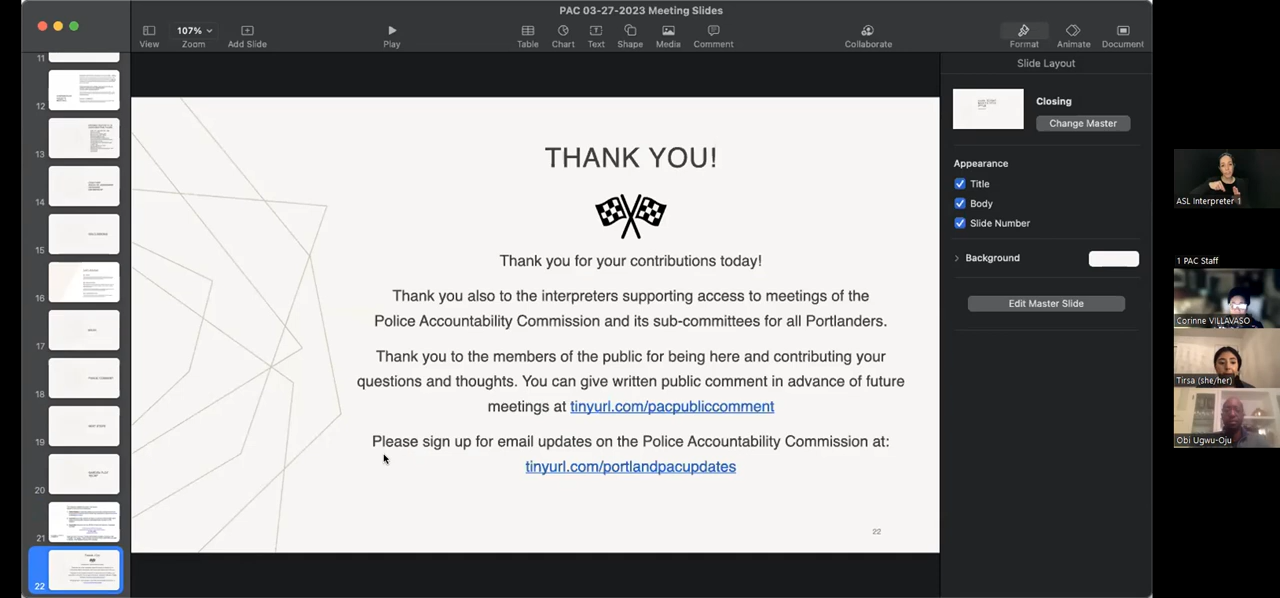 PAC 03-27-2023 Meeting Slides
107%
View
Zoom
Add Slide
Play
Table
Chart
Text
Shape
Media
Comment
Collaborate
Format
Animate
Document
11
12
13
14
15
16
17
18
19
20
21
22
THANK YOU!
Thank you for your contributions today!
Thank you also to the interpreters supporting access to meetings of the
Police Accountability Commission and its sub-committees for all Portlanders.
Thank you to the members of the public for being here and contributing your
questions and thoughts. You can give written public comment in advance of future
meetings at tinyurl.com/pacpubliccomment
Please sign up for email updates on the Police Accountability Commission at:
tinyurl.com/portlandpacupdates
22
Slide Layout
Closing
Change Master
Appearance
Title
Body
Slide Number
Background
Edit Master Slide
ASL Interpreter 1
1 PAC Staff
Corinne VILLAVASO
Tirsa (she/her)
Obi Ugwu-Oju